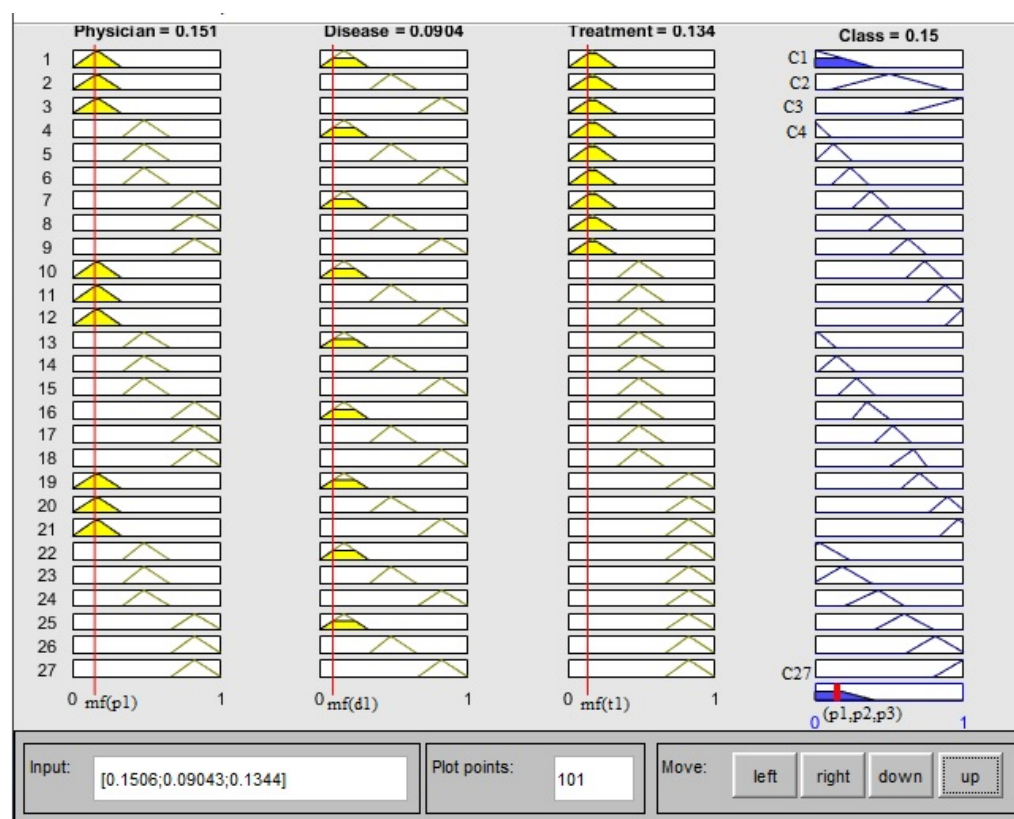 Physician = 0.151 Disease = 0.0904 Treatment = 0.134 Class = 0.15
1 C1
2 C2
3 C3
4 C4
5
6
7
8
9
10
11
12
13
14
15
16
17
18
19
20
21
22
23
24
25
26
27 C27
0 mf(p1) 1 0 mf(d1) 1 0 mf(t1) 1 0 (p1,p2,p3) 1
Input: [0.1506;0.09043;0.1344] Plot points: 101 Move: left right down up